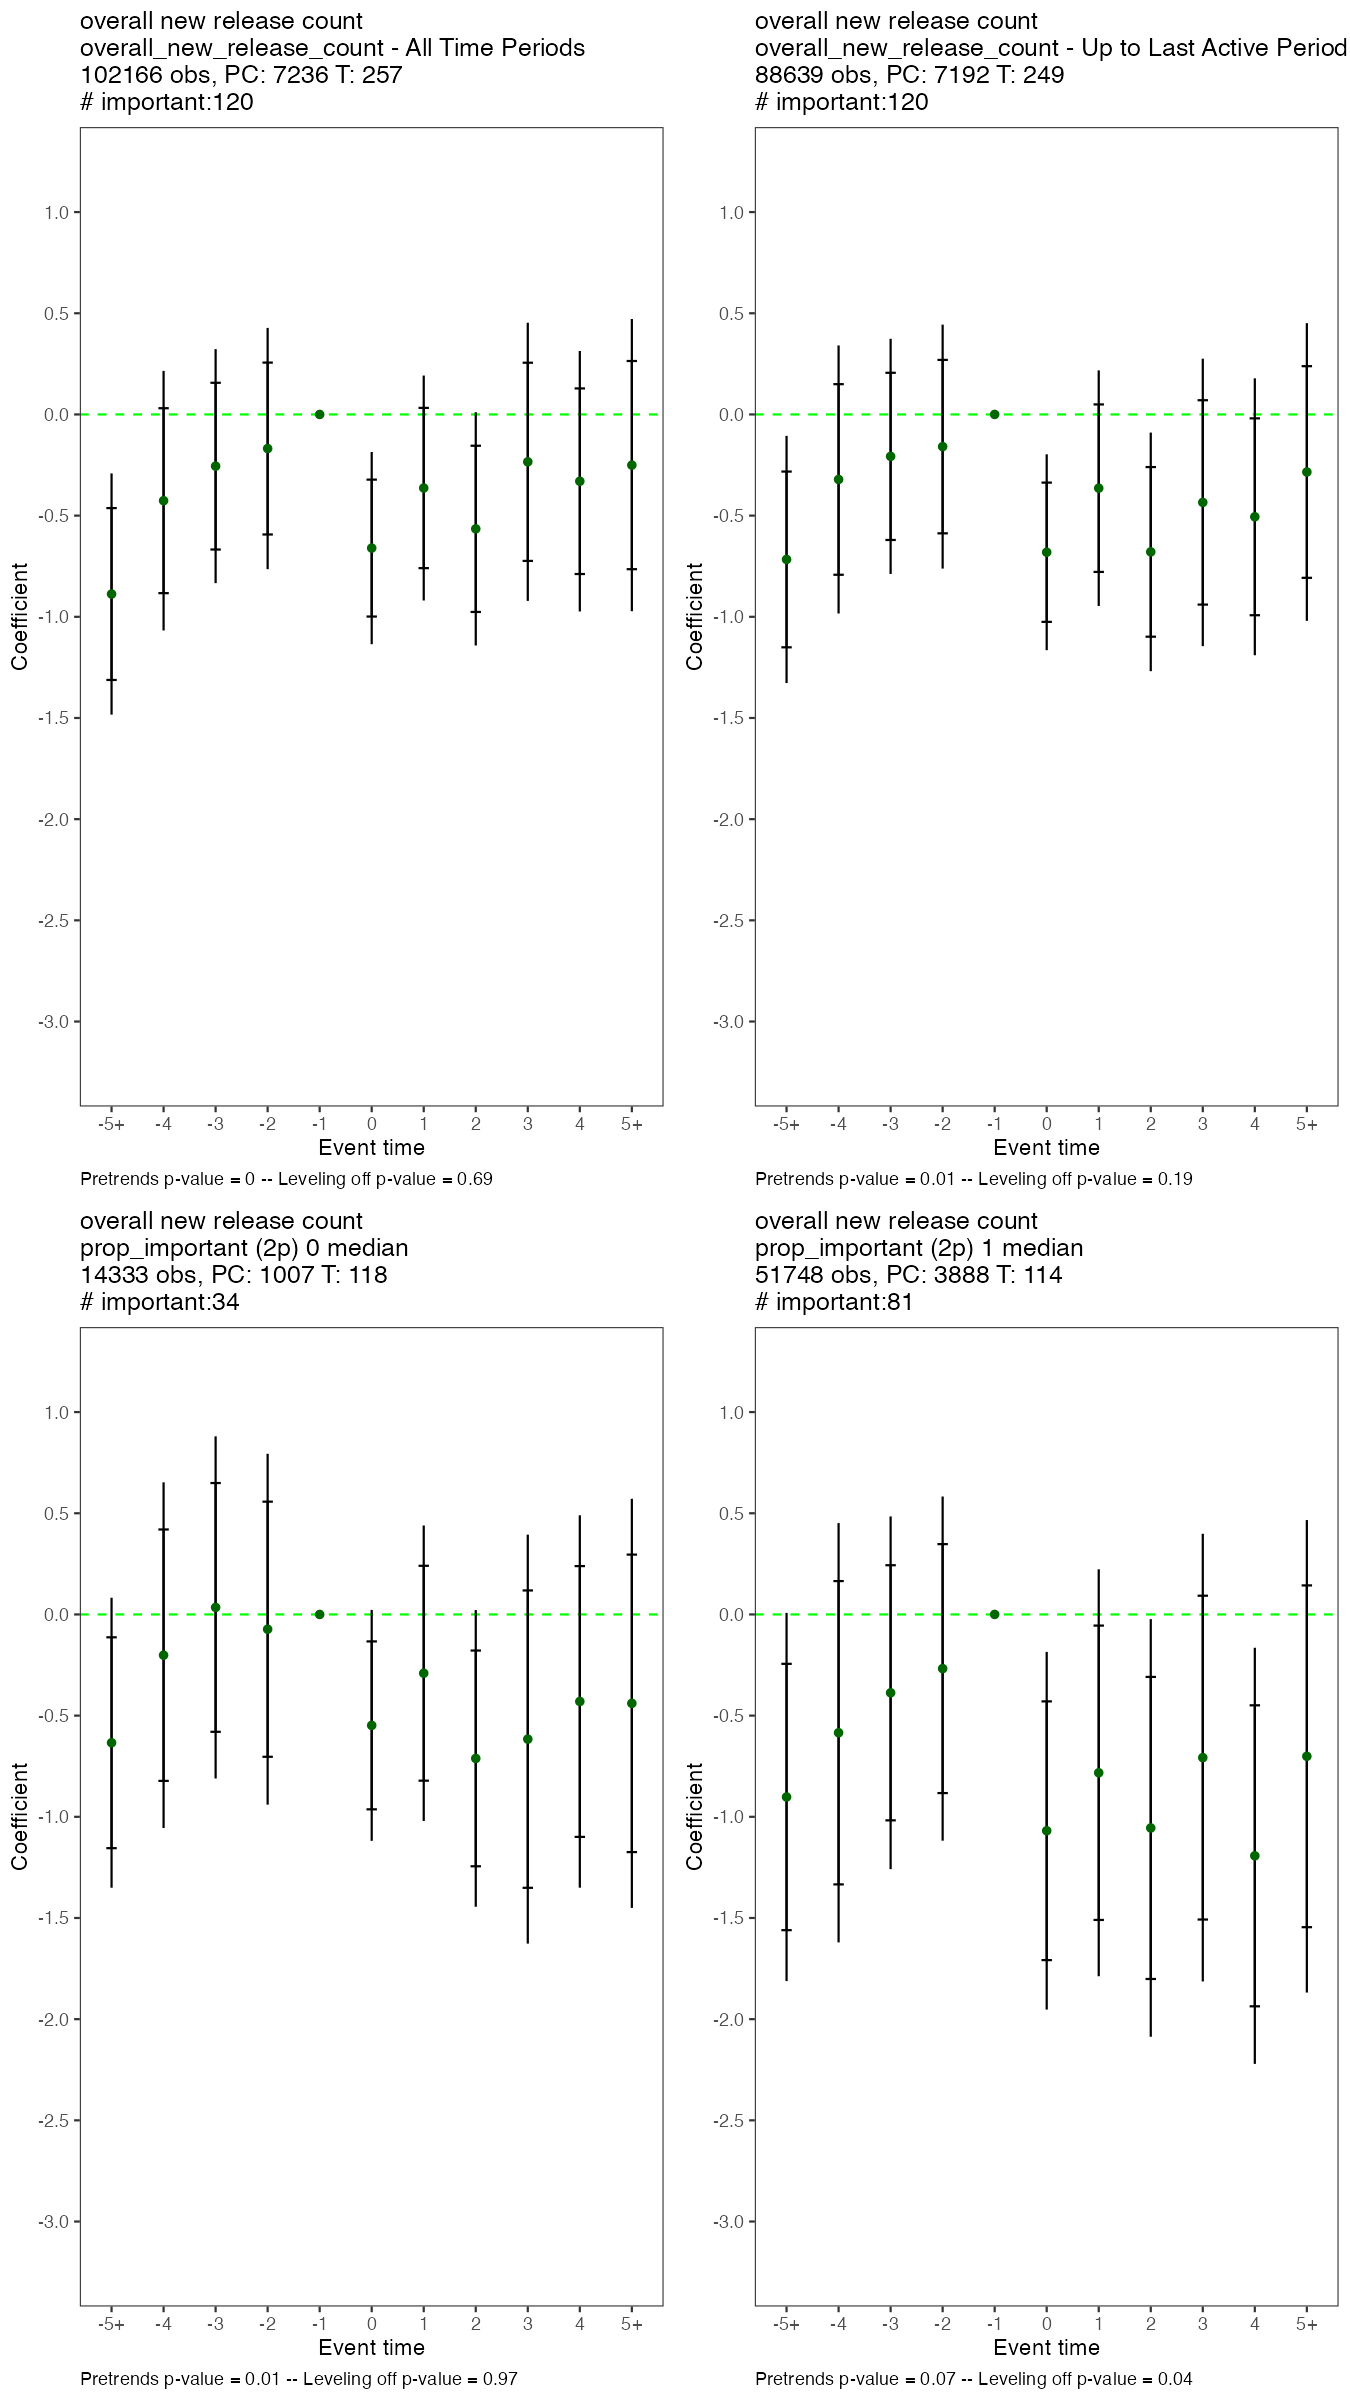 overall new release count
overall_new_release_count - All Time Periods
102166 obs, PC: 7236 T: 257
# important:120
1.0
0.5
0.0
-0.5
-1.0
-1.5
-2.0
-2.5
-3.0
Coefficient
-5+ -4 -3 -2 -1 0 1 2 3 4 5+
Event time
Pretrends p-value = 0 -- Leveling off p-value = 0.69
overall new release count
overall_new_release_count - Up to Last Active Period
88639 obs, PC: 7192 T: 249
# important:120
1.0
0.5
0.0
-0.5
-1.0
-1.5
-2.0
-2.5
-3.0
Coefficient
-5+ -4 -3 -2 -1 0 1 2 3 4 5+
Event time
Pretrends p-value = 0.01 -- Leveling off p-value = 0.19
overall new release count
prop_important (2p) 0 median
14333 obs, PC: 1007 T: 118
# important:34
1.0
0.5
0.0
-0.5
-1.0
-1.5
-2.0
-2.5
-3.0
Coefficient
-5+ -4 -3 -2 -1 0 1 2 3 4 5+
Event time
Pretrends p-value = 0.01 -- Leveling off p-value = 0.97
overall new release count
prop_important (2p) 1 median
51748 obs, PC: 3888 T: 114
# important:81
1.0
0.5
0.0
-0.5
-1.0
-1.5
-2.0
-2.5
-3.0
Coefficient
-5+ -4 -3 -2 -1 0 1 2 3 4 5+
Event time
Pretrends p-value = 0.07 -- Leveling off p-value = 0.04